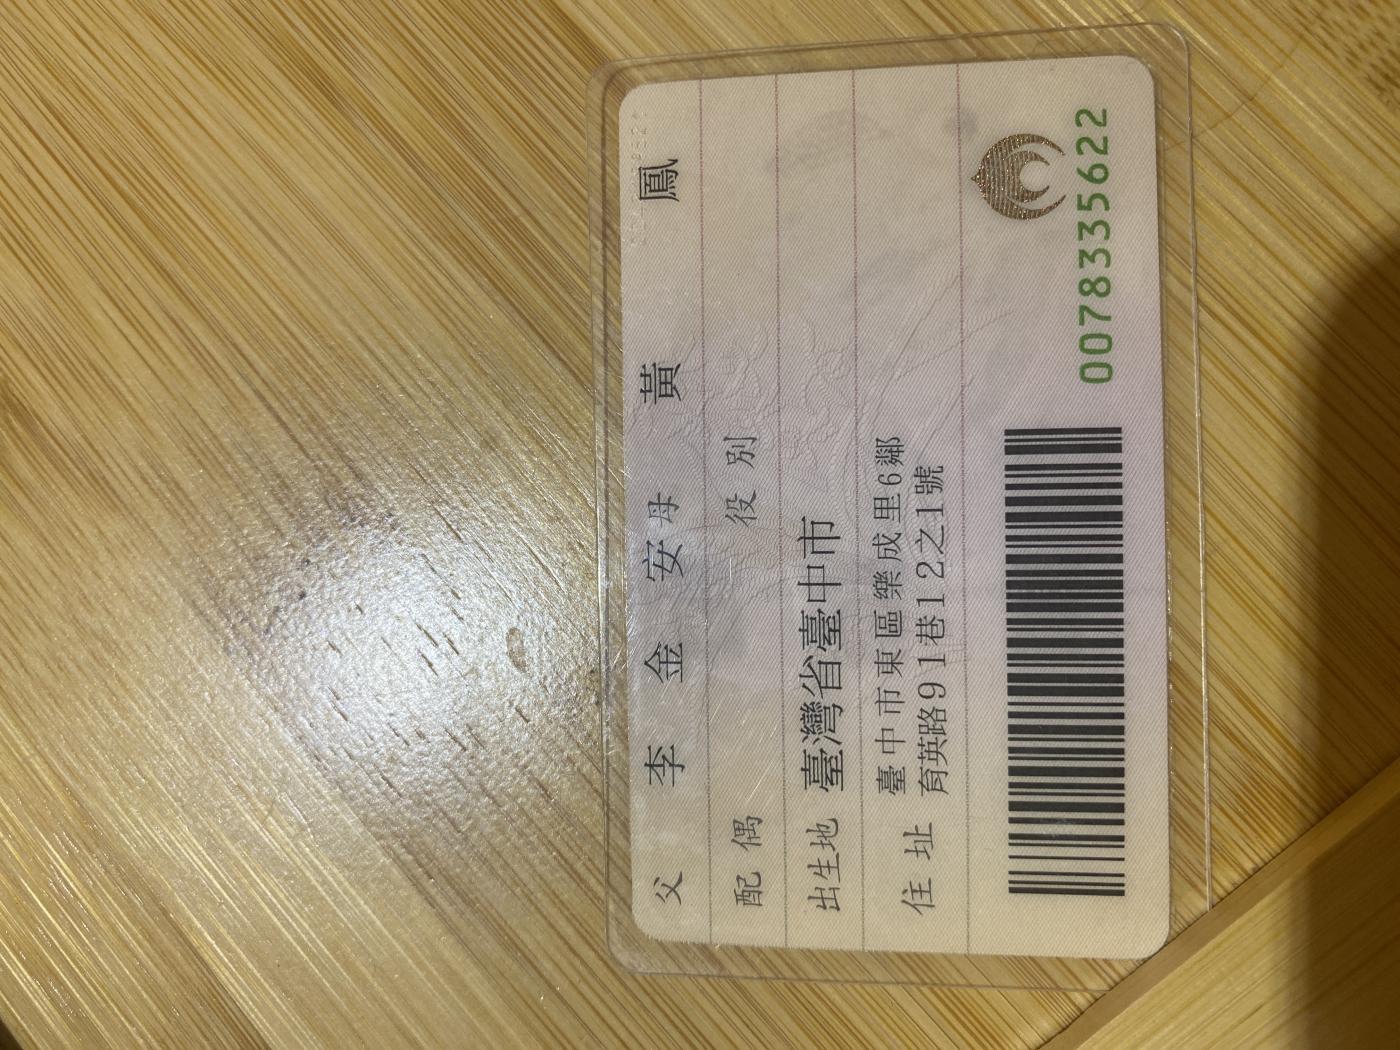 父 李金安 母 黃鳳
配偶 役別
出生地 臺灣省臺中市
住址 臺中市東區樂成里6鄰
育英路91巷12之1號
0078335622